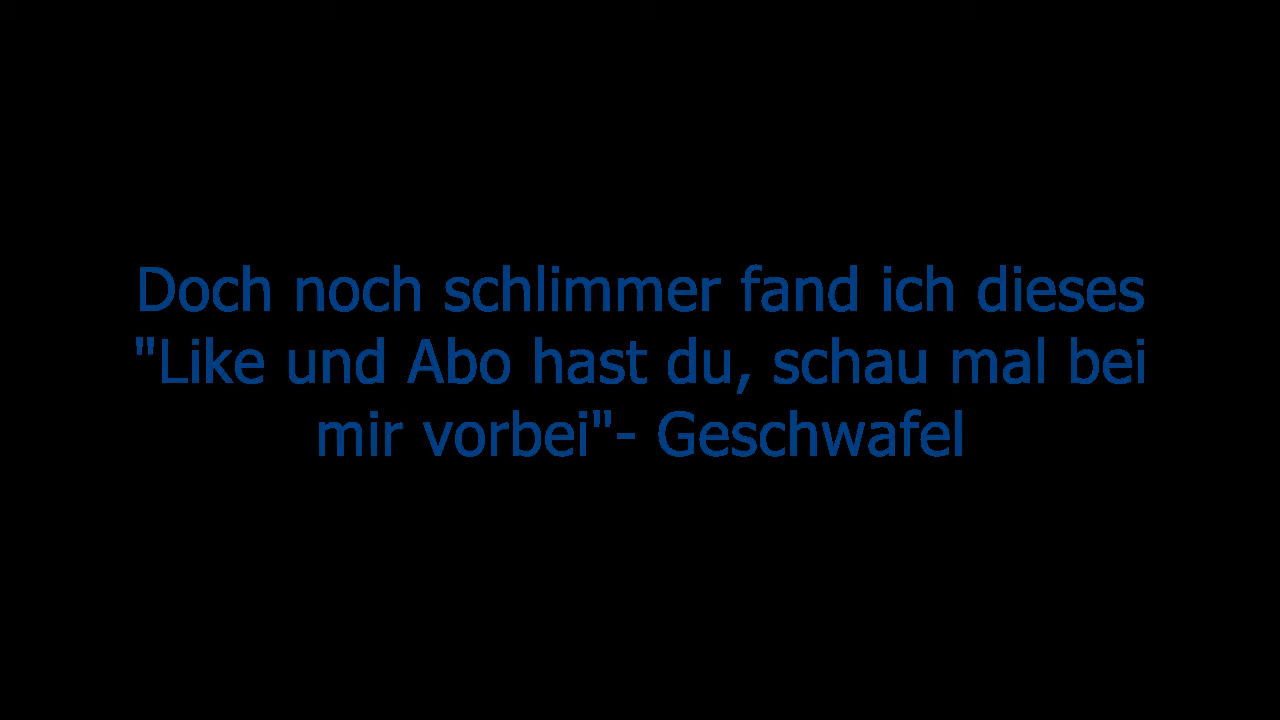 Doch noch schlimmer fand ich dieses
"Like und Abo hast du, schau mal bei
mir vorbei"- Geschwafel